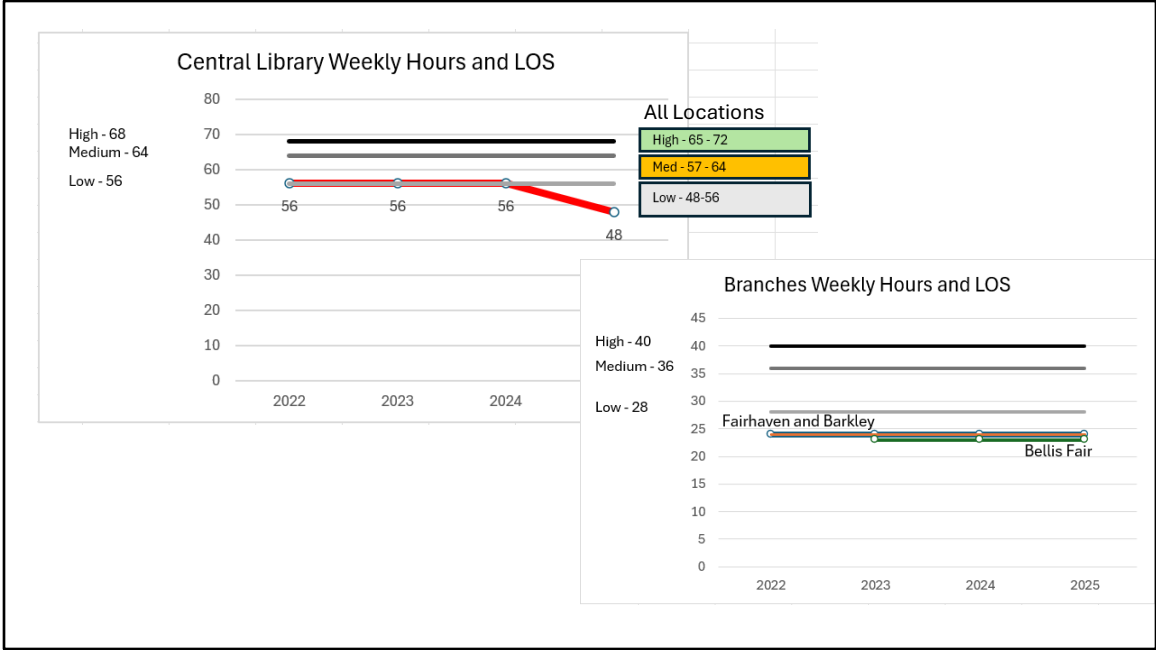 Central Library Weekly Hours and LOS
80
70
60
50
40
30
20
10
0
High - 68
Medium - 64
Low - 56
56
56
56
48
2022
2023
2024
All Locations
High - 65 - 72
Med - 57 - 64
Low - 48-56
Branches Weekly Hours and LOS
45
40
35
30
25
20
15
10
5
0
High - 40
Medium - 36
Low - 28
Fairhaven and Barkley
Bellis Fair
2022
2023
2024
2025